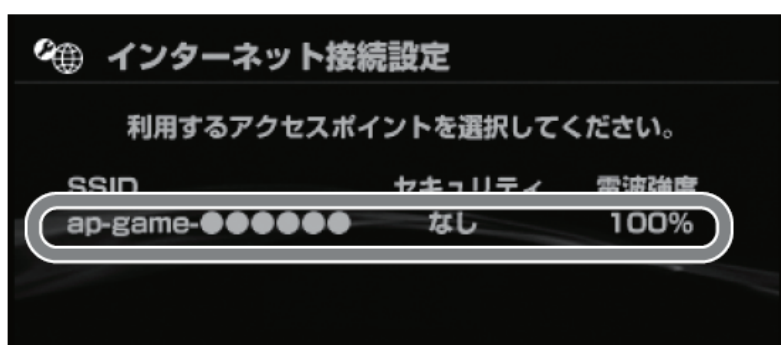 インターネット接続設定
利用するアクセスポイントを選択してください。
SSID セキュリティ 電波強度
ap-game-●●●●●● なし 100%